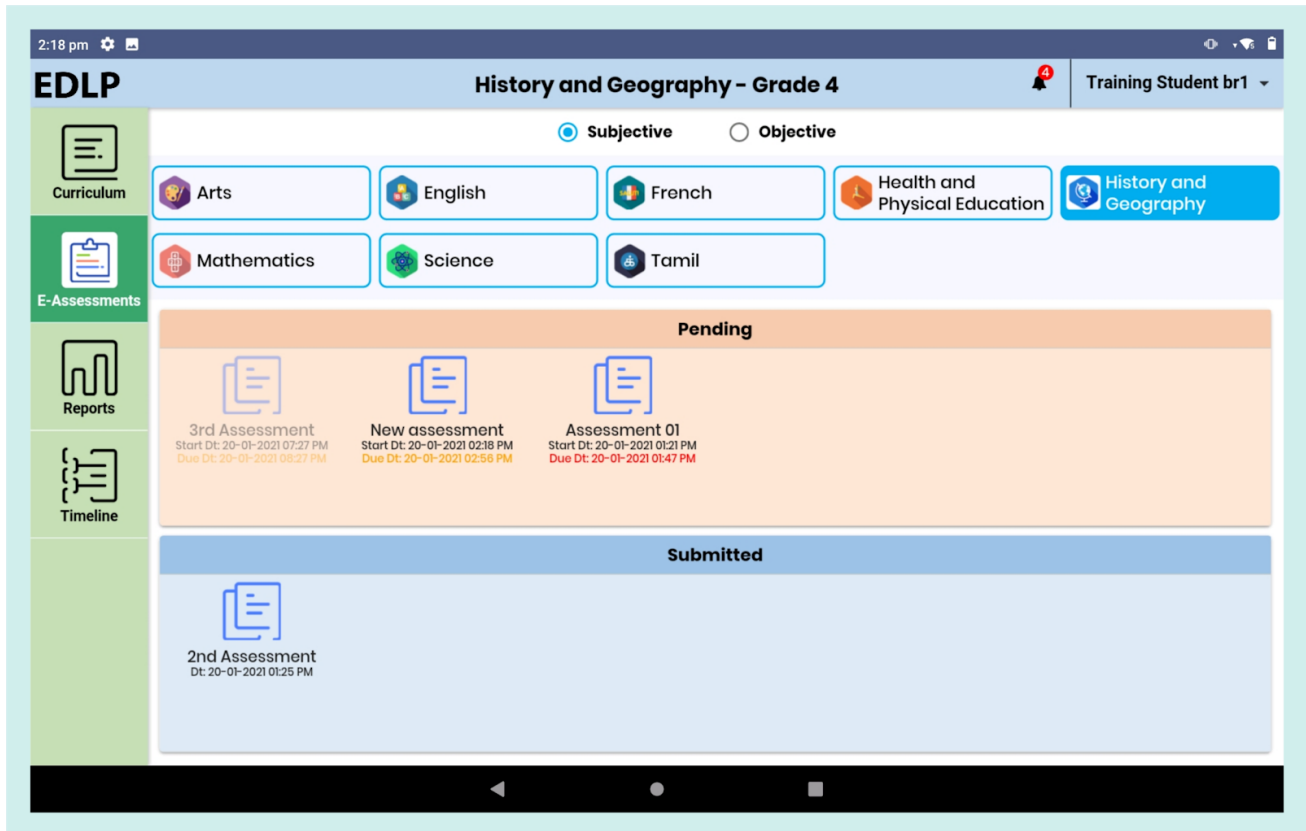 2:18 pm
EDLP
History and Geography - Grade 4
4
Training Student br1
Subjective
Objective
Curriculum
E-Assessments
Reports
Timeline
Arts
English
French
Health and
Physical Education
History and
Geography
Mathematics
Science
Tamil
Pending
3rd Assessment
Start Dt: 20-01-2021 07:27 PM
Due Dt: 20-01-2021 08:27 PM
New assessment
Start Dt: 20-01-2021 02:18 PM
Due Dt: 20-01-2021 02:56 PM
Assessment 01
Start Dt: 20-01-2021 01:21 PM
Due Dt: 20-01-2021 01:47 PM
Submitted
2nd Assessment
Dt: 20-01-2021 01:25 PM